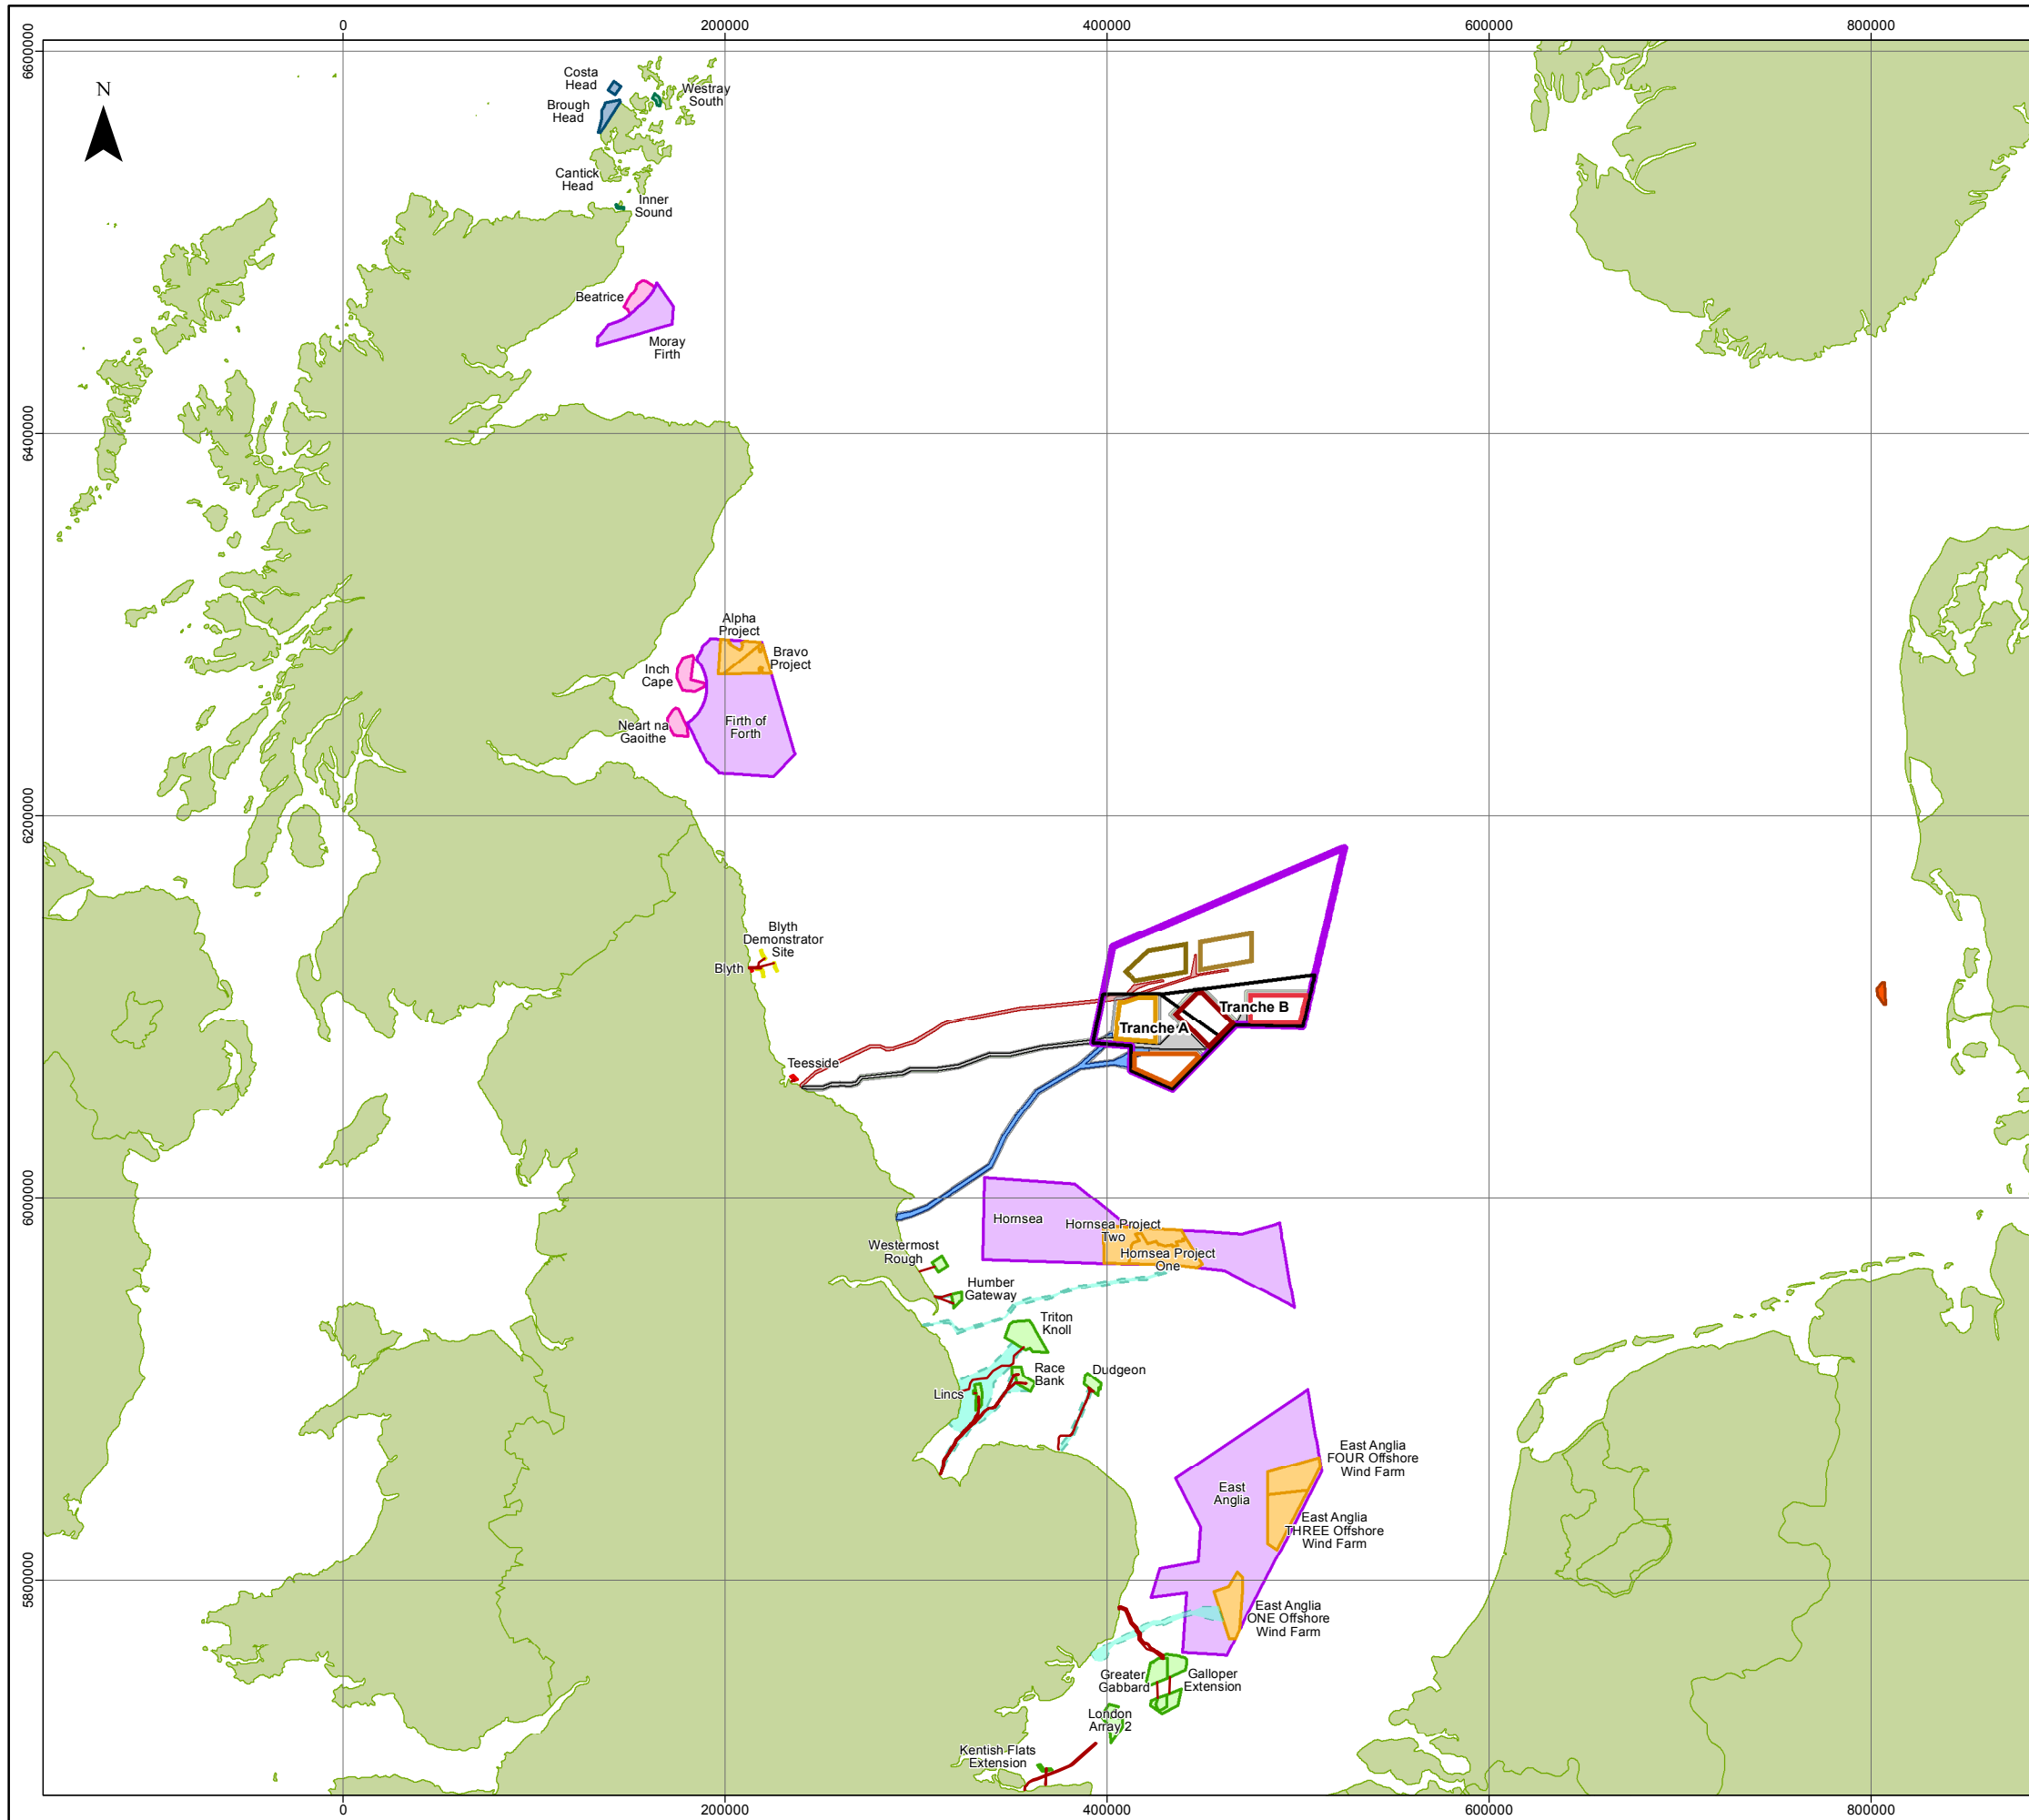 0
200000
400000
600000
800000
6600000
6400000
6200000
6000000
5800000
N
Costa
Head
Brough
Head
Westray
South
Cantick
Head
Inner
Sound
Beatrice
Moray
Firth
Alpha
Project
Bravo
Project
Inch
Cape
Neart na
Gaoithe
Firth of
Forth
Blyth
Demonstrator
Site
Blyth
Tranche B
Tranche A
Teesside
Hornsea
Hornsea Project
Two
Hornsea Project
One
Westermost
Rough
Humber
Gateway
Triton
Knoll
Race
Bank
Dudgeon
Lincs
East Anglia
FOUR Offshore
Wind Farm
East
Anglia
East Anglia
THREE Offshore
Wind Farm
East Anglia
ONE Offshore
Wind Farm
Greater
Gabbard
Galloper
Extension
London
Array 2
Kentish Flats
Extension
0
200000
400000
600000
800000